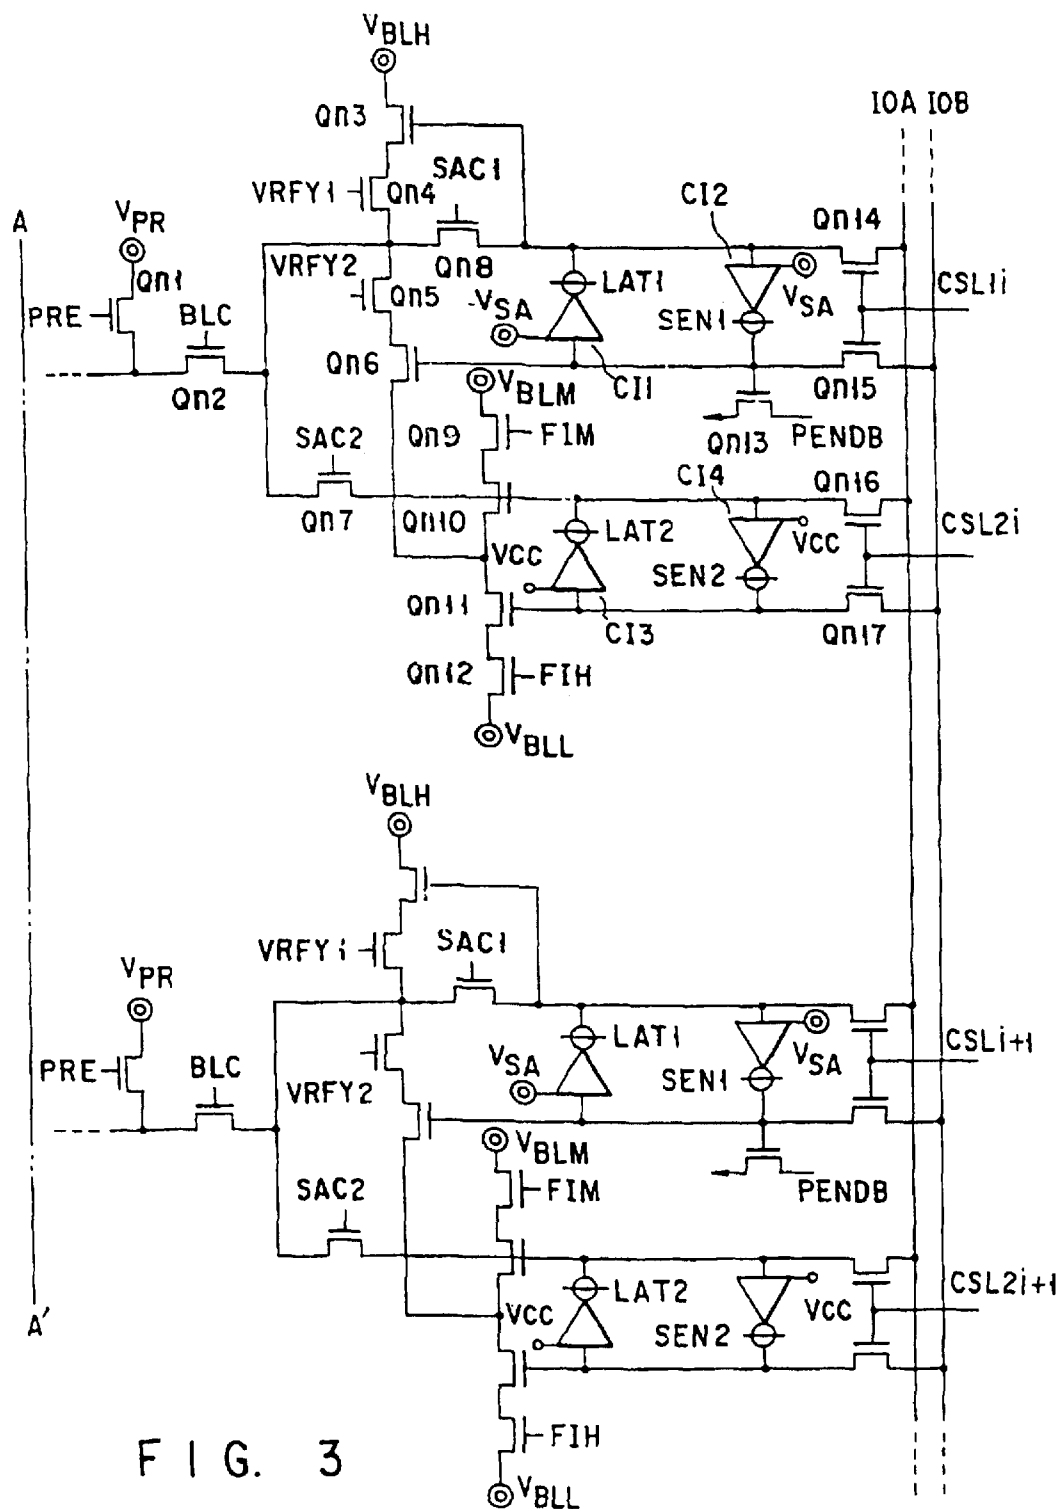 VBLH
IOA IOB
Qn3
SAC1
VRFY1
Qn4
CI2
Qn14
A
VPR
Qn1
VRFY2
Qn8
LAT1
CSL1i
PRE
BLC
Qn5
VSA
SEN1
VSA
Qn2
Qn6
VBLM
CI1
Qn15
Qn9
FIM
Qn13
PENDB
SAC2
CI4
Qn16
Qn7
Qn10
LAT2
VCC
CSL2i
VCC
SEN2
Qn11
CI3
Qn17
Qn12
FIH
VBLL
VBLH
VRFY1
SAC1
VPR
LAT1
CSLi+1
PRE
BLC
VRFY2
VSA
SEN1
VSA
VBLM
SAC2
FIM
PENDB
LAT2
CSL2i+1
A'
VCC
SEN2
VCC
FIH
FIG. 3
VBLL